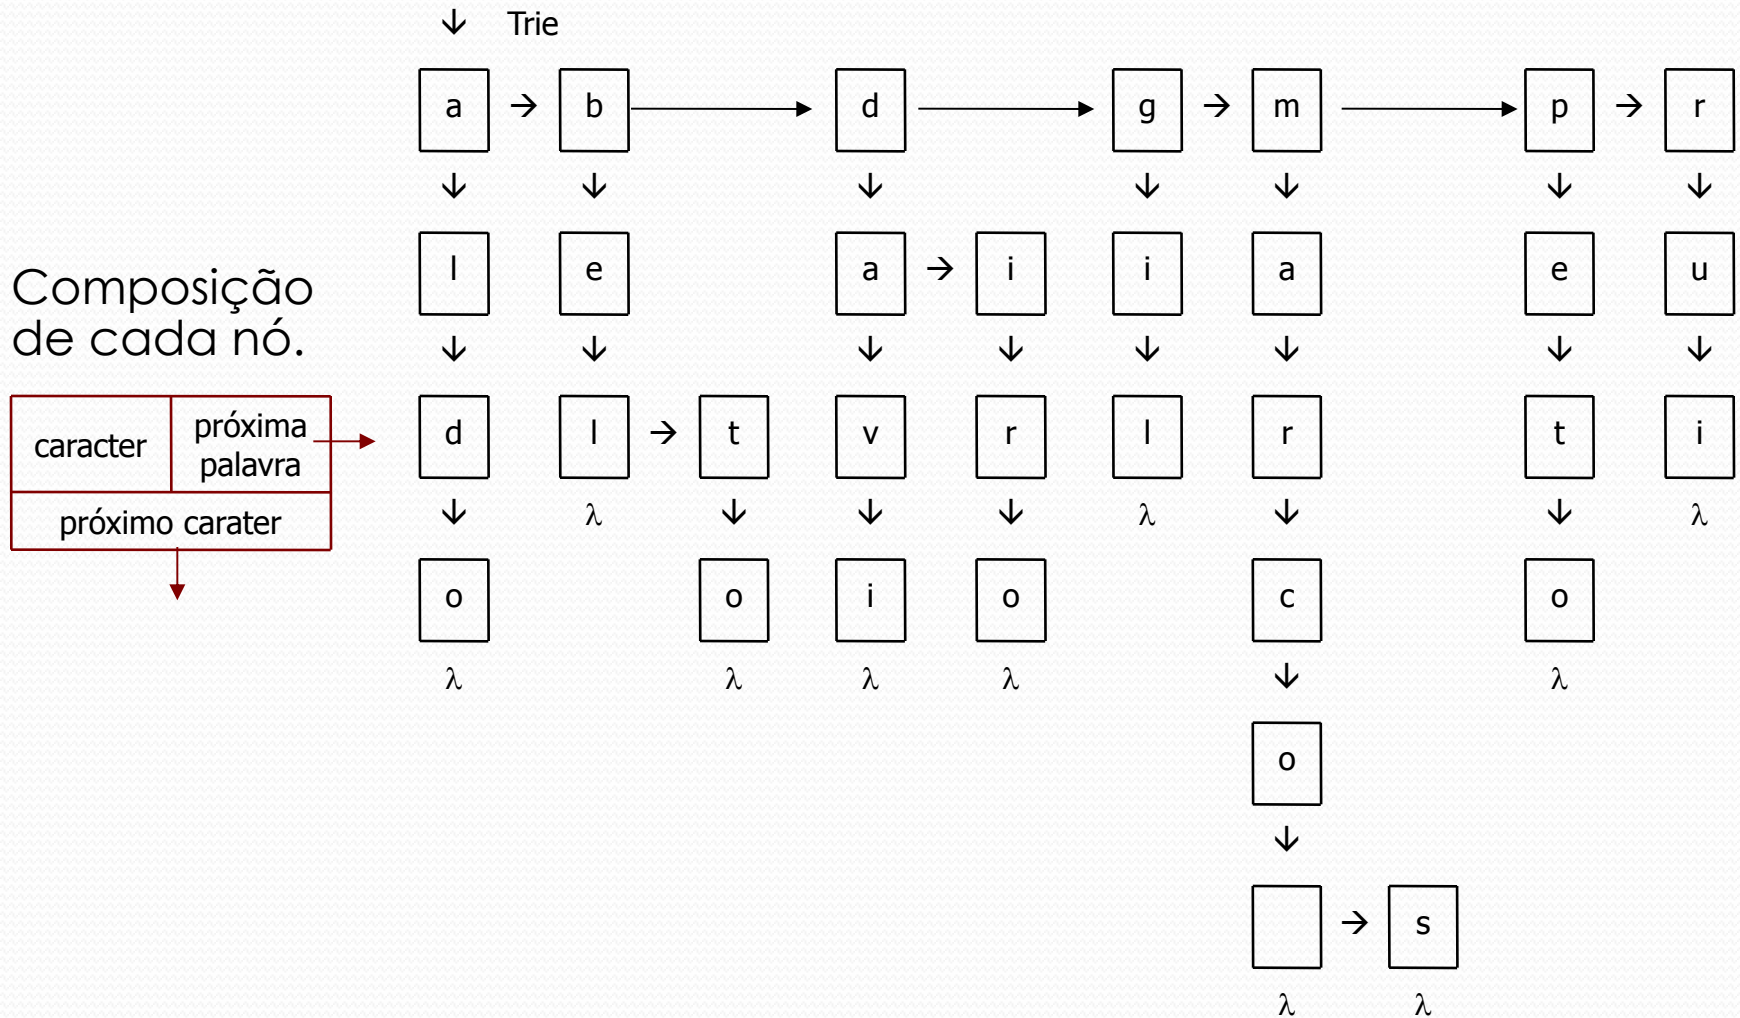 ↓ Trie
a → b → d → g → m → p → r
↓ ↓ ↓ ↓ ↓ ↓ ↓
l e a → i i a e u
Composição
de cada nó.
↓ ↓ ↓ ↓ ↓ ↓ ↓ ↓
caracter
próxima
palavra
próximo carater
d l → t v r l r t i
↓ λ ↓ ↓ ↓ λ ↓ ↓ λ
o o i o c o
λ λ λ λ ↓ λ
o
↓
→ s
λ λ